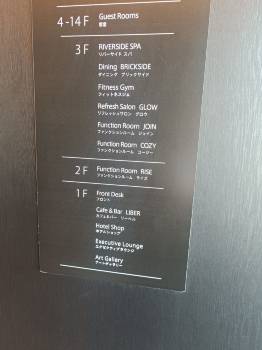 4-14F Guest Rooms
客室
3F RIVERSIDE SPA
リバーサイド スパ
Dining BRICKSIDE
ダイニング ブリックサイド
Fitness Gym
フィットネスジム
Refresh Salon GLOW
リフレッシュサロン グロウ
Function Room JOIN
ファンクションルーム ジョイン
Function Room COZY
ファンクションルーム コージー
2F Function Room RISE
ファンクションルーム ライズ
1F Front Desk
フロント
Cafe & Bar LIBER
カフェ&バー リーベル
Hotel Shop
ホテルショップ
Executive Lounge
エグゼクティブラウンジ
Art Gallery
アートギャラリー